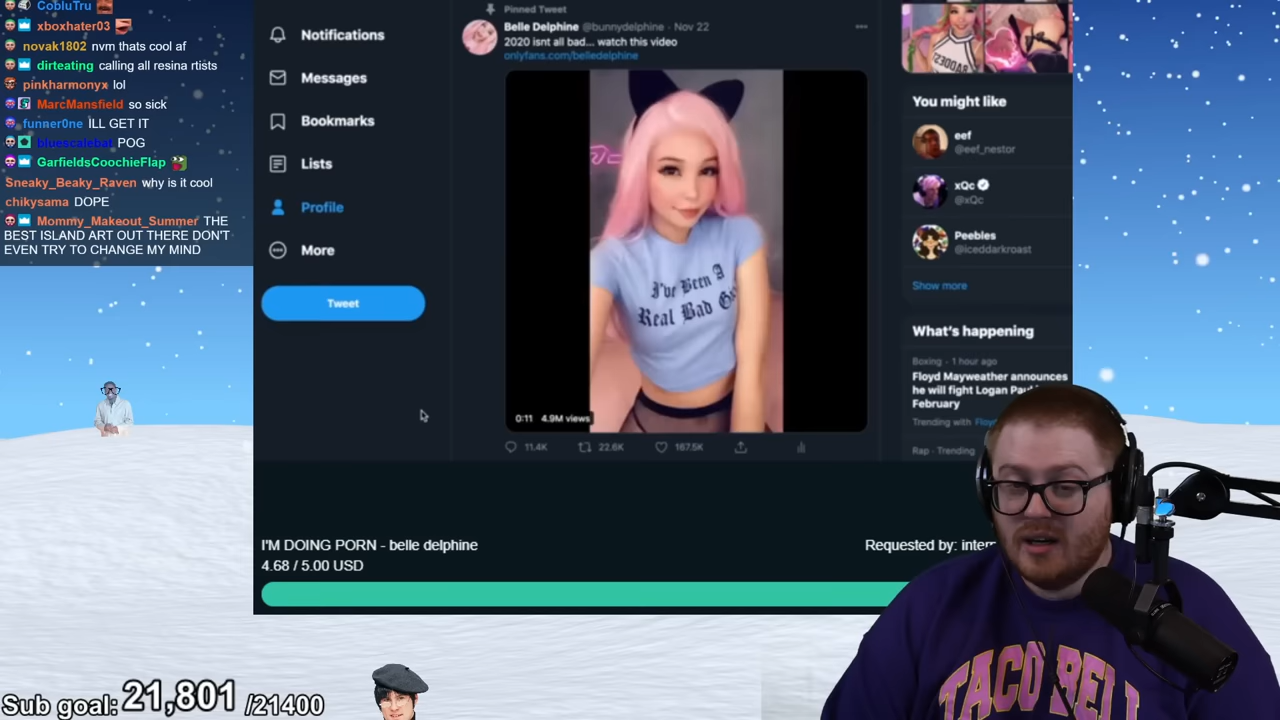 CobluTru
xboxhater03
novak1802 nvm thats cool af
dirteating calling all resina rtists
pinkharmonyx lol
MarcMansfield so sick
funner0ne ILL GET IT
bluescalebat POG
GarfieldsCoochieFlap
Sneaky_Beaky_Raven why is it cool
chikysama DOPE
Mommy_Makeout_Summer THE
BEST ISLAND ART OUT THERE DON'T
EVEN TRY TO CHANGE MY MIND
Notifications
Messages
Bookmarks
Lists
Profile
More
Tweet
Pinned Tweet
Belle Delphine @bunnydelphine · Nov 22
2020 isnt all bad... watch this video
onlyfans.com/belledelphine
I've Been A
Real Bad
0:11 4.9M views
11.4K 22.6K 167.5K
You might like
eef
@eef_nestor
xQc
@xQc
Peebles
@iceddarkroast
Show more
What's happening
Boxing · 1 hour ago
Floyd Mayweather announces
he will fight Logan
February
Trending with
Rap · Trending
I'M DOING PORN - belle delphine
4.68 / 5.00 USD
Requested by:
TACO BELL
Sub goal: 21,801 /21400